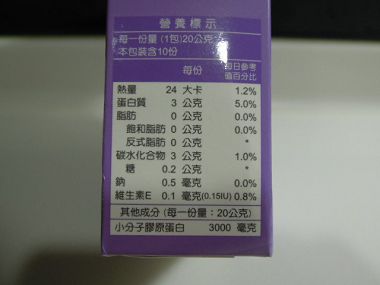 營養標示
每一份量 (1包)20公克
本包裝含10份
每份 每日參考值百分比
熱量 24 大卡 1.2%
蛋白質 3 公克 5.0%
脂肪 0 公克 0.0%
飽和脂肪 0 公克 0.0%
反式脂肪 0 公克 *
碳水化合物 3 公克 1.0%
糖 0.2 公克 *
鈉 0.5 毫克 0.0%
維生素E 0.1 毫克(0.15IU) 0.8%
其他成分 (每一份量：20公克)
小分子膠原蛋白 3000 毫克